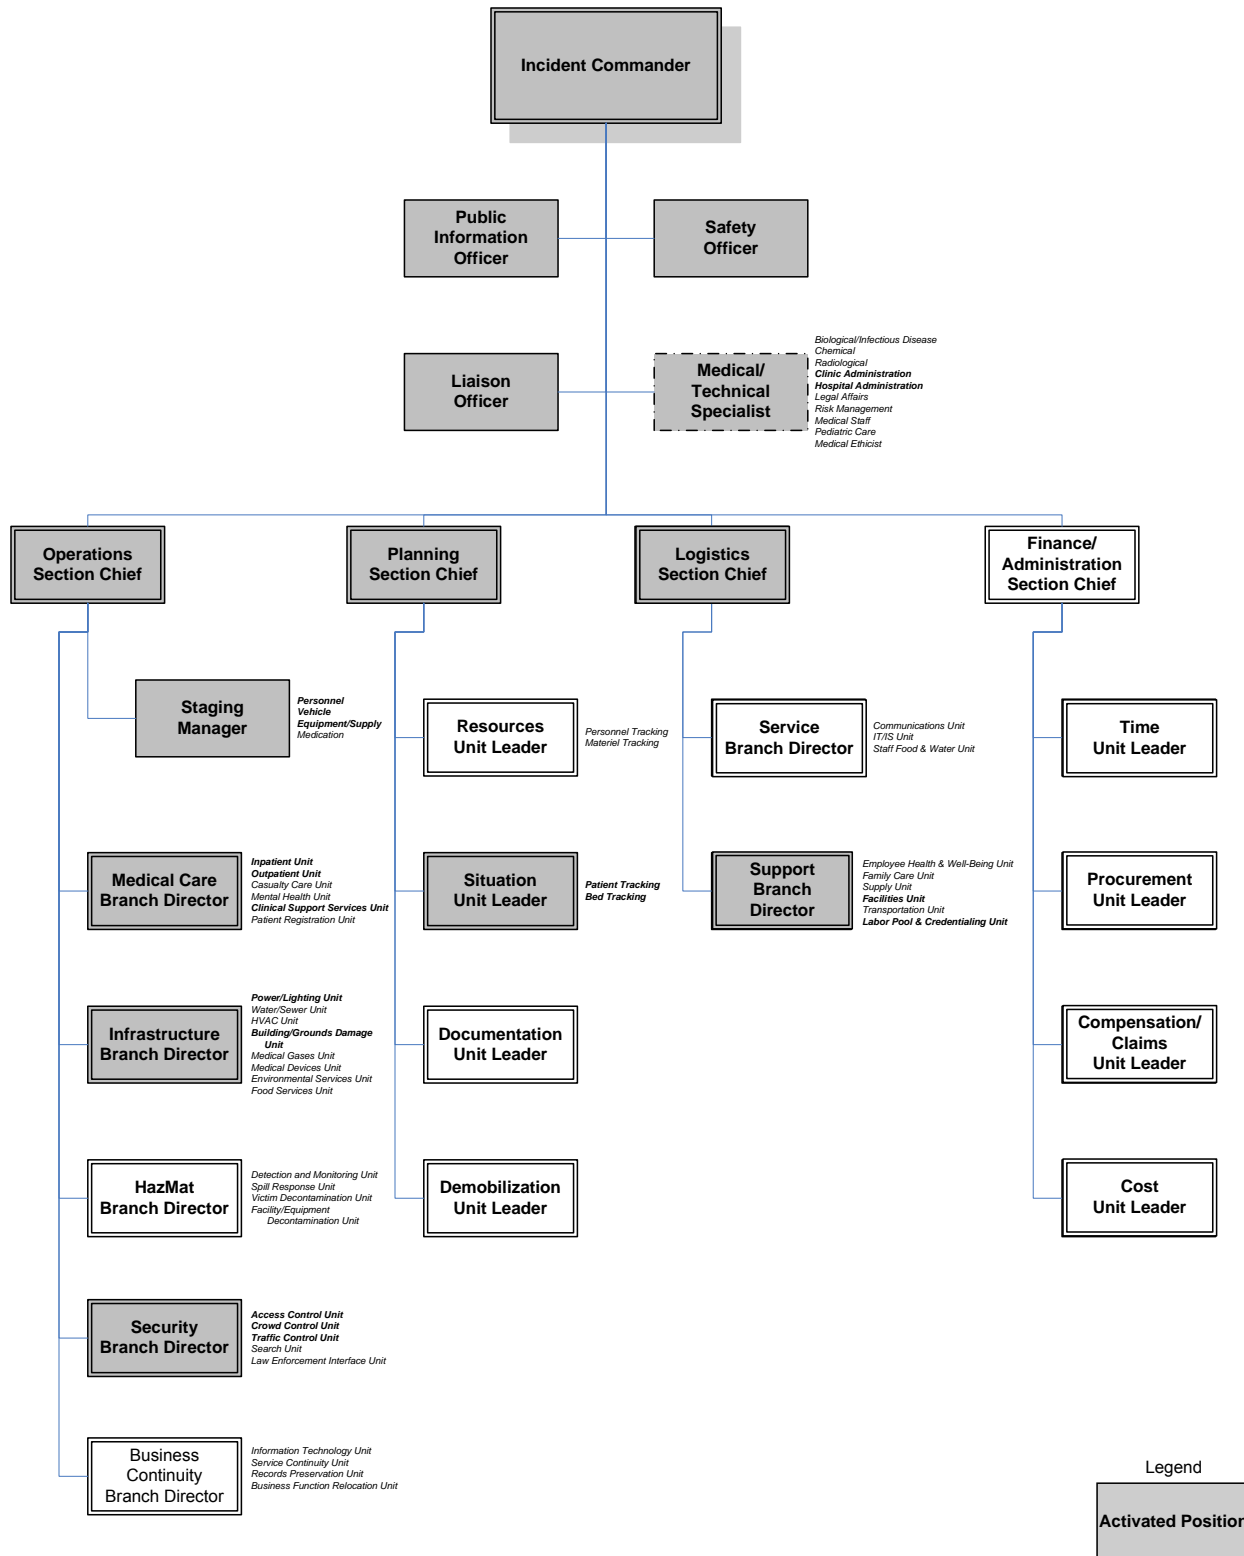 Incident Commander
Public
Information
Officer
Safety
Officer
Liaison
Officer
Medical/
Technical
Specialist
Biological/Infectious Disease
Chemical
Radiological
Clinic Administration
Hospital Administration
Legal Affairs
Risk Management
Medical Staff
Pediatric Care
Medical Ethicist
Operations
Section Chief
Planning
Section Chief
Logistics
Section Chief
Finance/
Administration
Section Chief
Staging
Manager
Personnel
Vehicle
Equipment/Supply
Medication
Resources
Unit Leader
Personnel Tracking
Materiel Tracking
Service
Branch Director
Communications Unit
IT/IS Unit
Staff Food & Water Unit
Time
Unit Leader
Medical Care
Branch Director
Inpatient Unit
Outpatient Unit
Casualty Care Unit
Mental Health Unit
Clinical Support Services Unit
Patient Registration Unit
Situation
Unit Leader
Patient Tracking
Bed Tracking
Support
Branch
Director
Employee Health & Well-Being Unit
Family Care Unit
Supply Unit
Facilities Unit
Transportation Unit
Labor Pool & Credentialing Unit
Procurement
Unit Leader
Infrastructure
Branch Director
Power/Lighting Unit
Water/Sewer Unit
HVAC Unit
Building/Grounds Damage
Unit
Medical Gases Unit
Medical Devices Unit
Environmental Services Unit
Food Services Unit
Documentation
Unit Leader
Compensation/
Claims
Unit Leader
HazMat
Branch Director
Detection and Monitoring Unit
Spill Response Unit
Victim Decontamination Unit
Facility/Equipment
Decontamination Unit
Demobilization
Unit Leader
Cost
Unit Leader
Security
Branch Director
Access Control Unit
Crowd Control Unit
Traffic Control Unit
Search Unit
Law Enforcement Interface Unit
Business
Continuity
Branch Director
Information Technology Unit
Service Continuity Unit
Records Preservation Unit
Business Function Relocation Unit
Legend
Activated Position